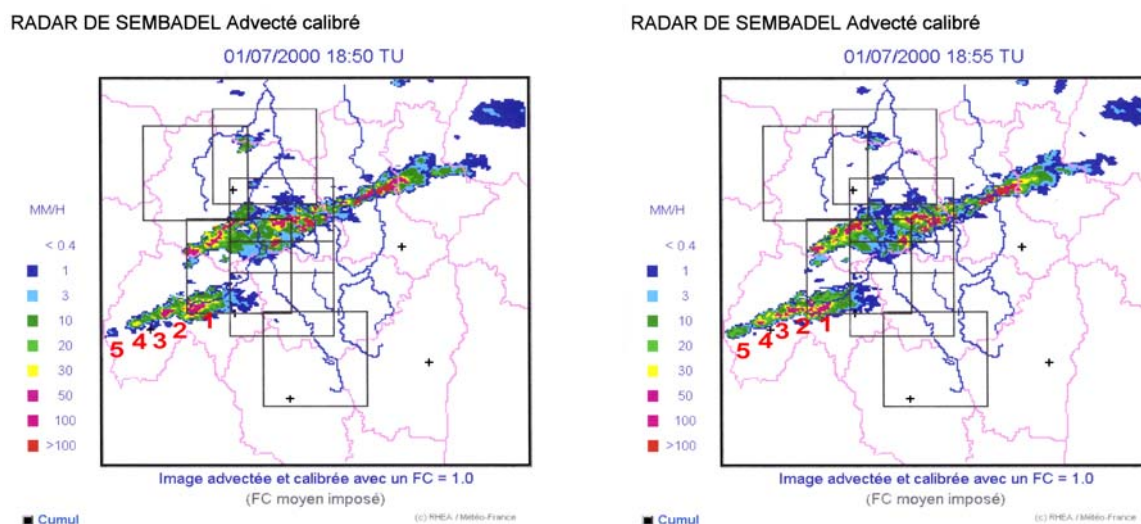 RADAR DE SEMBADEL Advecté calibré
01/07/2000 18:50 TU
MM/H
< 0 4
1
3
10
20
30
50
100
>100
5 4 3 2 1
Image advectée et calibrée avec un FC = 1.0
(FC moyen imposé)
Cumul
(c) RHEA / Météo-France
RADAR DE SEMBADEL Advecté calibré
01/07/2000 18:55 TU
MM/H
< 0 4
1
3
10
20
30
50
100
>100
5 4 3 2 1
Image advectée et calibrée avec un FC = 1.0
(FC moyen imposé)
Cumul
(c) RHEA / Météo-France